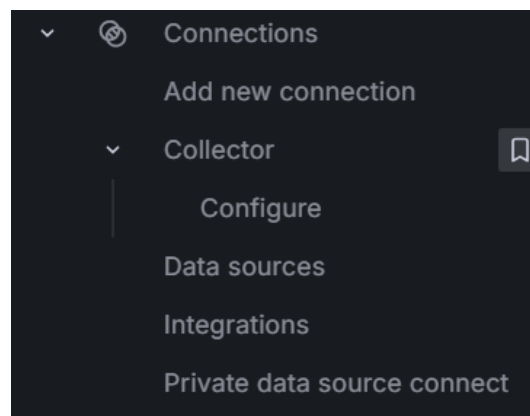 Connections
Add new connection
Collector
Configure
Data sources
Integrations
Private data source connect